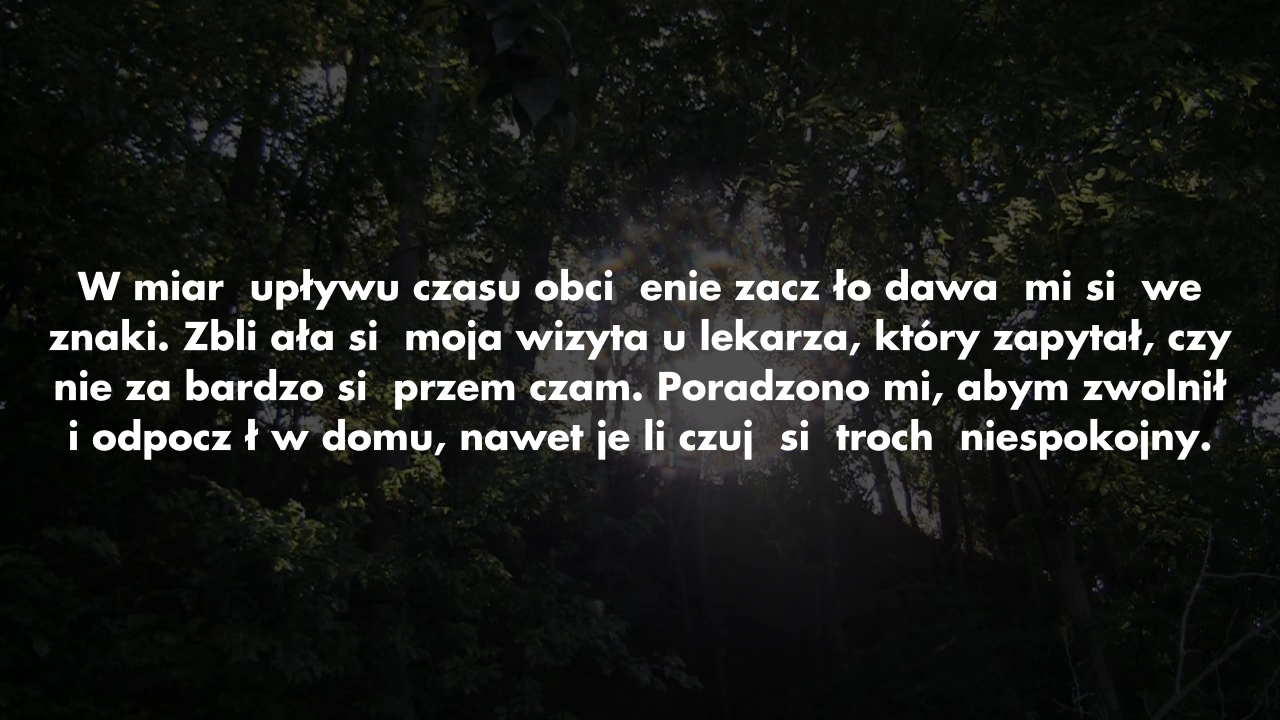 W miar upływu czasu obci enie zacz ło dawa mi si we
znaki. Zbli ała si moja wizyta u lekarza, który zapytał, czy
nie za bardzo si przem czam. Poradzono mi, abym zwolnił
i odpocz ł w domu, nawet je li czuj si troch niespokojny.